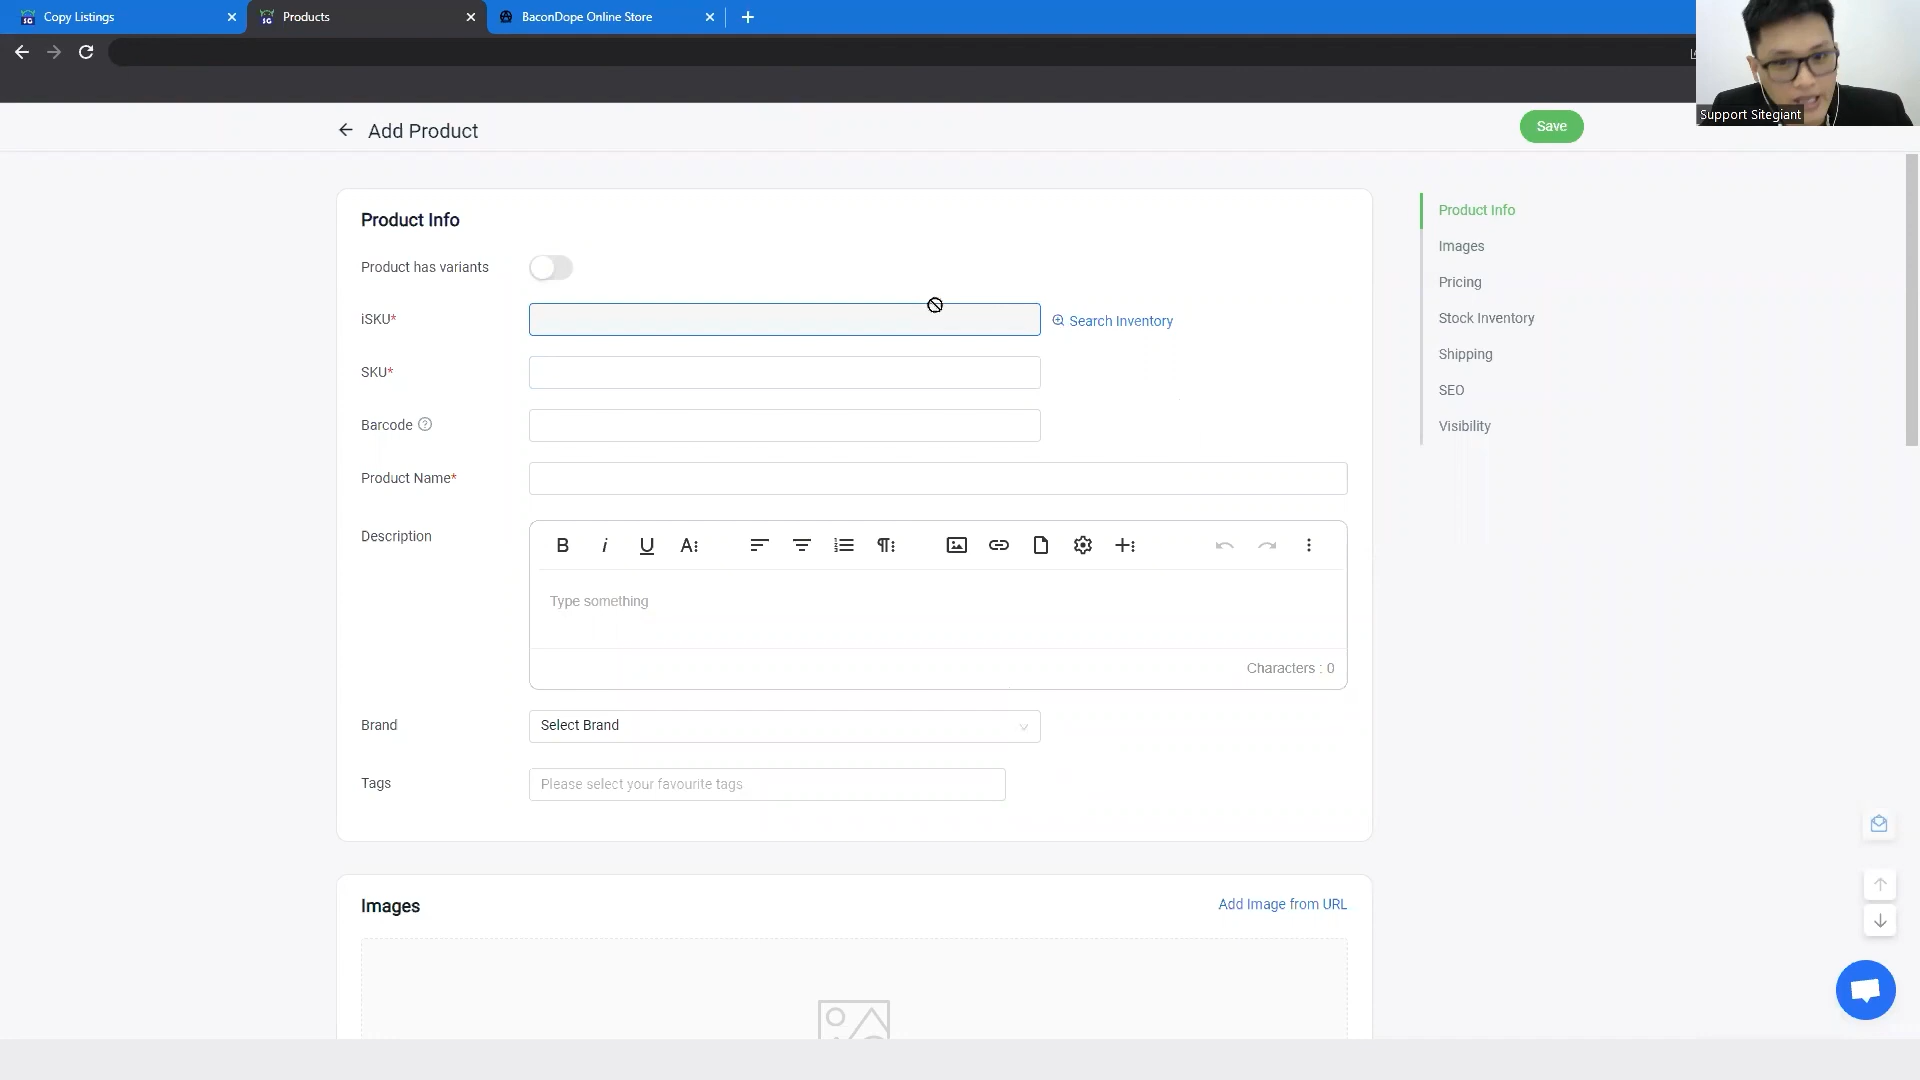 Copy Listings
Products
BaconDope Online Store
Support Sitegiant
Add Product
Save
Product Info
Product has variants
iSKU*
Search Inventory
SKU*
Barcode
Product Name*
Description
Type something
Characters : 0
Brand
Select Brand
Tags
Please select your favourite tags
Images
Add Image from URL
Product Info
Images
Pricing
Stock Inventory
Shipping
SEO
Visibility